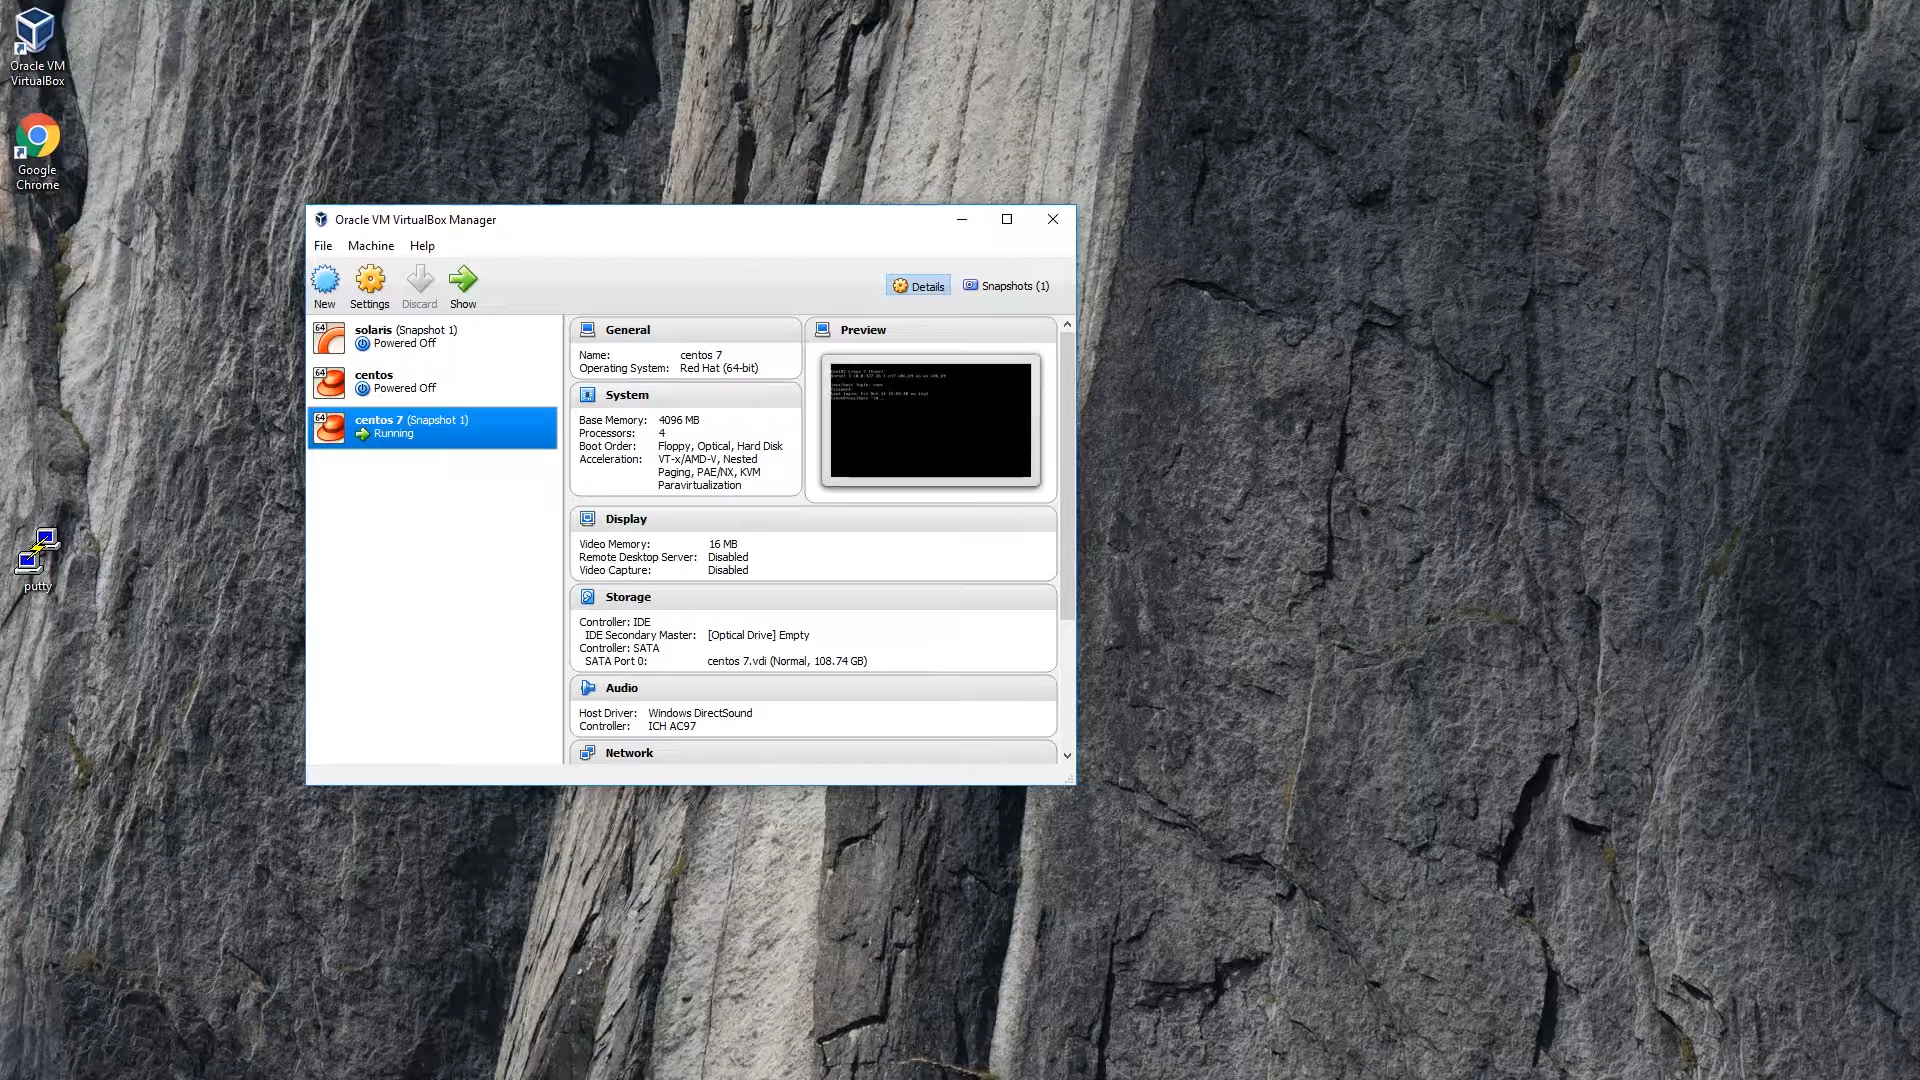 Oracle VM
VirtualBox
Google
Chrome
putty
Oracle VM VirtualBox Manager
File Machine Help
New Settings Discard Show
Details Snapshots (1)
64 solaris (Snapshot 1)
Powered Off
64 centos
Powered Off
64 centos 7 (Snapshot 1)
Running
General
Name: centos 7
Operating System: Red Hat (64-bit)
System
Base Memory: 4096 MB
Processors: 4
Boot Order: Floppy, Optical, Hard Disk
Acceleration: VT-x/AMD-V, Nested
Paging, PAE/NX, KVM
Paravirtualization
Preview
Display
Video Memory: 16 MB
Remote Desktop Server: Disabled
Video Capture: Disabled
Storage
Controller: IDE
IDE Secondary Master: [Optical Drive] Empty
Controller: SATA
SATA Port 0: centos 7.vdi (Normal, 108.74 GB)
Audio
Host Driver: Windows DirectSound
Controller: ICH AC97
Network